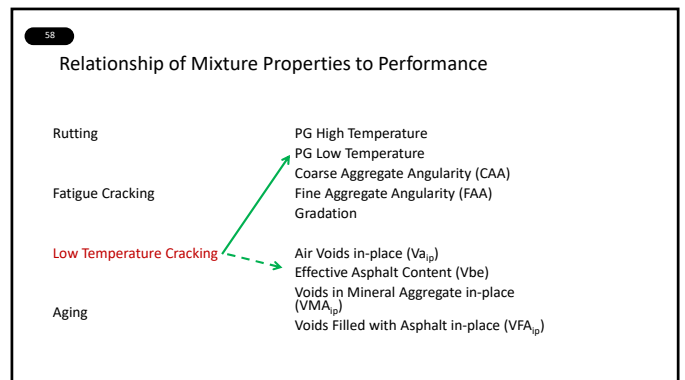 58
Relationship of Mixture Properties to Performance
Rutting
PG High Temperature
PG Low Temperature
Coarse Aggregate Angularity (CAA)
Fatigue Cracking
Fine Aggregate Angularity (FAA)
Gradation
Low Temperature Cracking
Air Voids in-place (Vaip)
Effective Asphalt Content (Vbe)
Voids in Mineral Aggregate in-place
(VMAip)
Aging
Voids Filled with Asphalt in-place (VFAip)